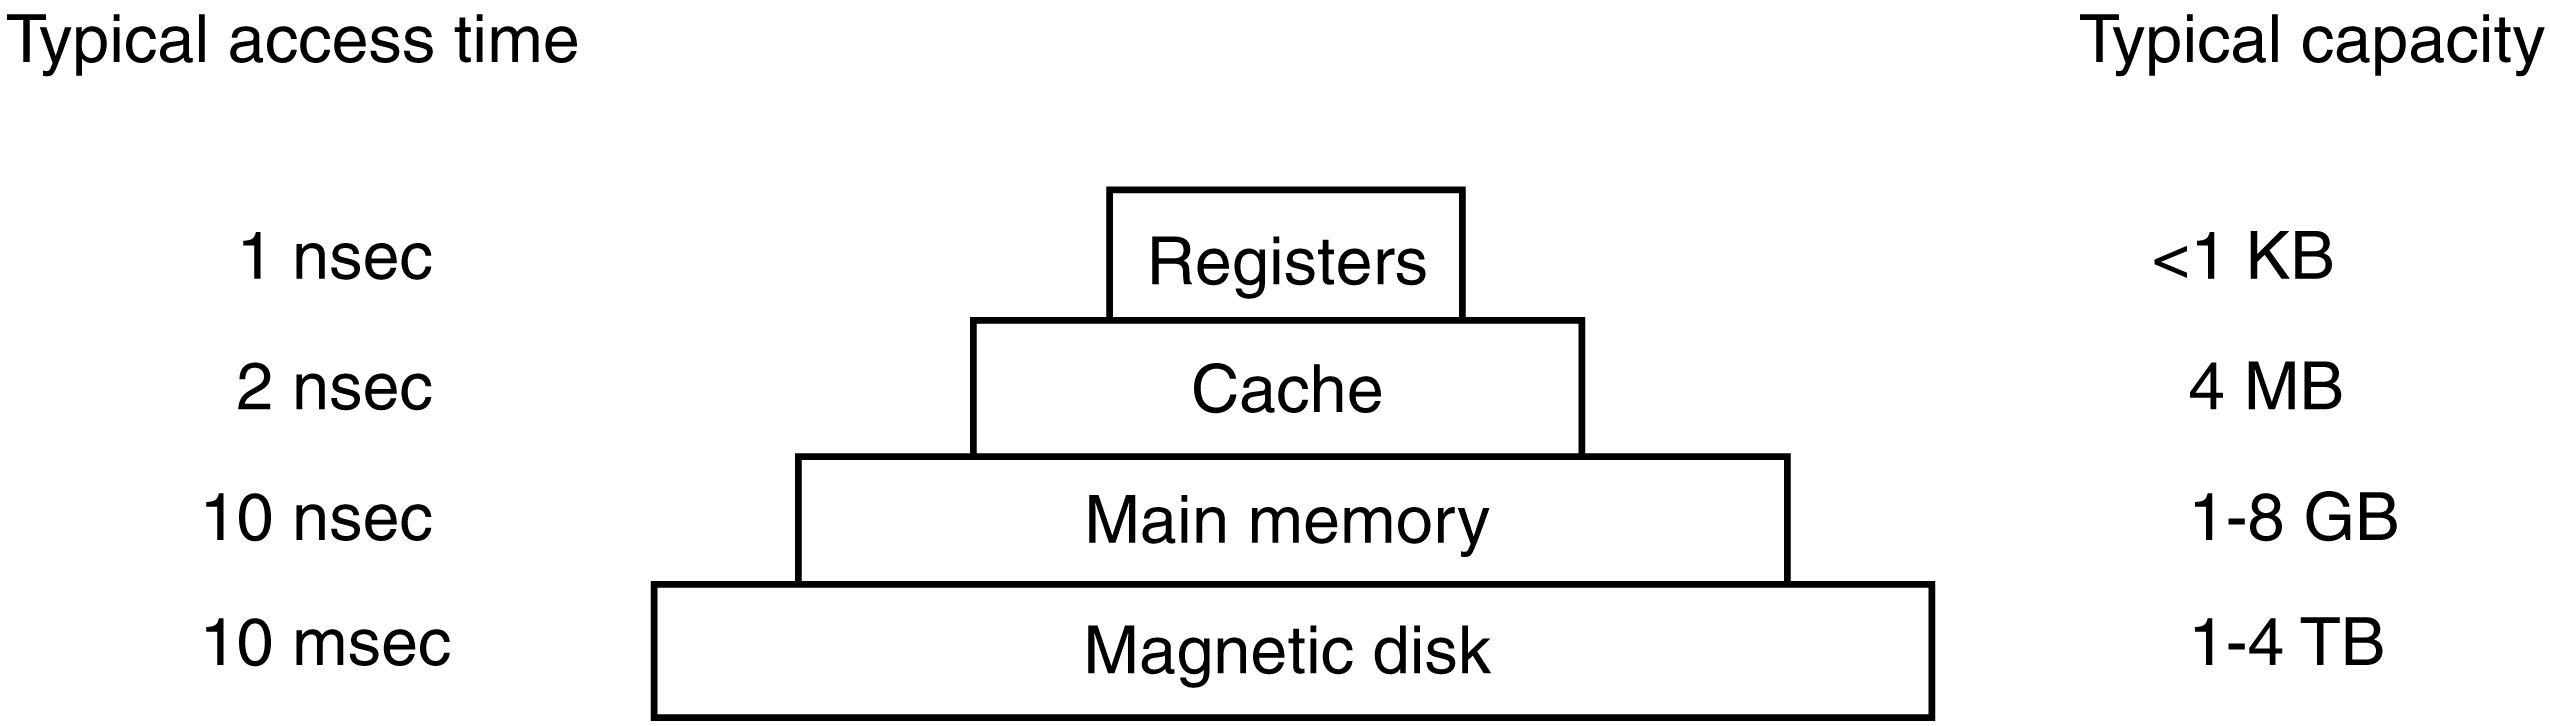 Typical access time Typical capacity
1 nsec Registers <1 KB
2 nsec Cache 4 MB
10 nsec Main memory 1-8 GB
10 msec Magnetic disk 1-4 TB